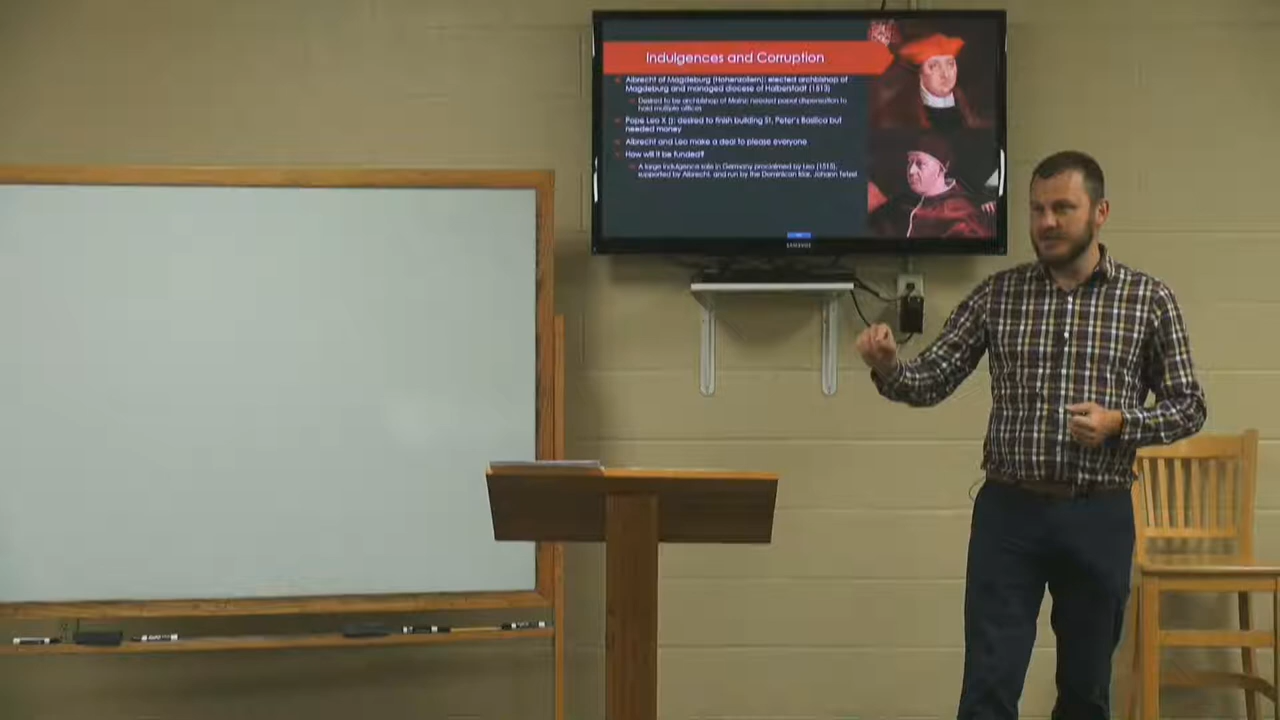 Indulgences and Corruption
Albrecht of Magdeburg (Hohenzollern): elected archbishop of
Magdeburg and managed diocese of Halberstadt (1513)
Desired to be archbishop of Mainz; needed papal dispensation to
hold multiple offices
Pope Leo X (): desired to finish building St. Peter's Basilica but
needed money
Albrecht and Leo make a deal to please everyone
How will it be funded?
A large indulgence sale in Germany proclaimed by Leo (1515),
supported by Albrecht, and run by the Dominican friar, Johann Tetzel
SAMSUNG